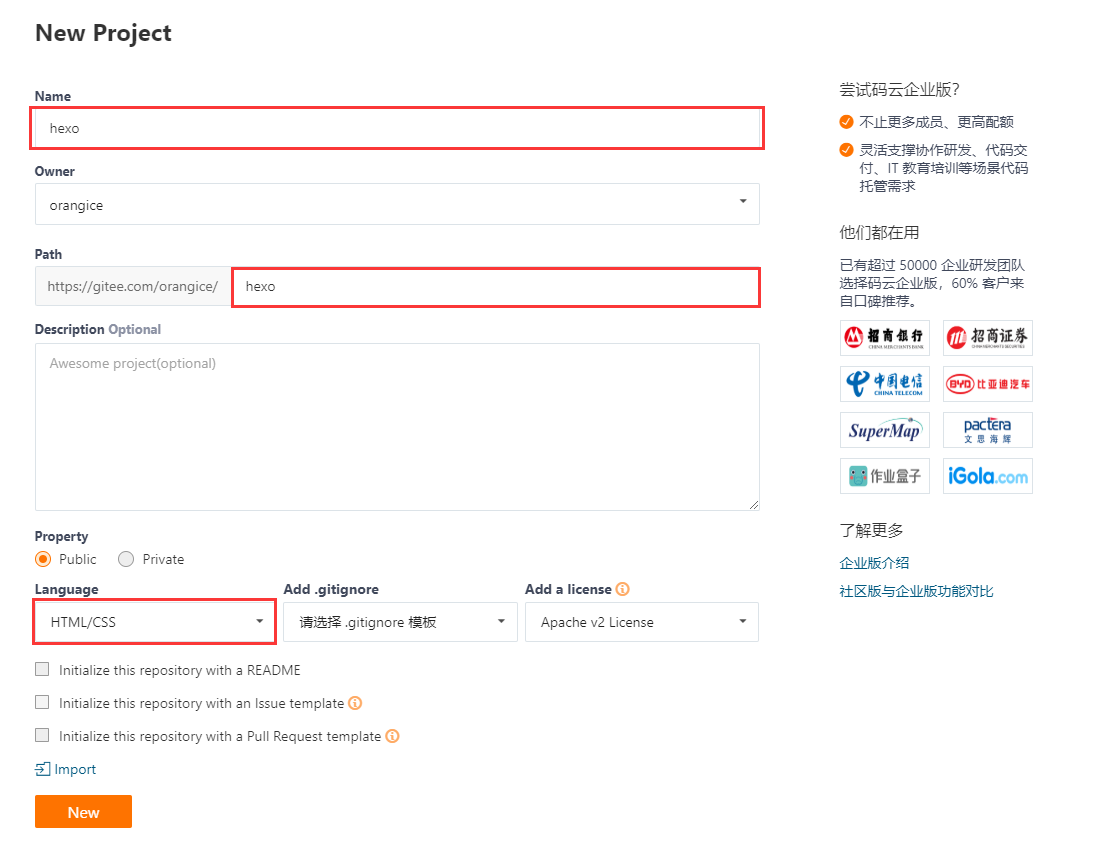 New Project
Name
hexo
Owner
orangice
Path
https://gitee.com/orangice/ hexo
Description Optional
Awesome project(optional)
Property
Public Private
Language Add .gitignore Add a license
HTML/CSS 请选择 .gitignore 模板 Apache v2 License
Initialize this repository with a README
Initialize this repository with an Issue template
Initialize this repository with a Pull Request template
Import
New
尝试码云企业版？
不止更多成员、更高配额
灵活支撑协作研发、代码交
付、IT 教育培训等场景代码
托管需求
他们都在用
已有超过 50000 企业研发团队
选择码云企业版，60% 客户来
自口碑推荐。
招商银行
CHINA MERCHANTS BANK
招商证券
CHINA MERCHANTS SECURITIES
中国电信
CHINA TELECOM
BYD 比亚迪汽车
SuperMap
pactera
文思海辉
作业盒子
iGola.com
了解更多
企业版介绍
社区版与企业版功能对比